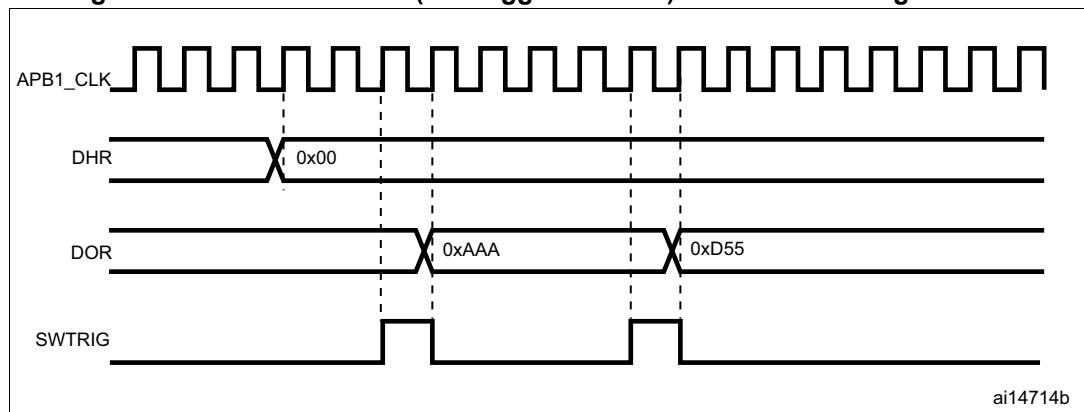 APB1_CLK
DHR
0x00
DOR
0xAAA
0xD55
SWTRIG
ai14714b